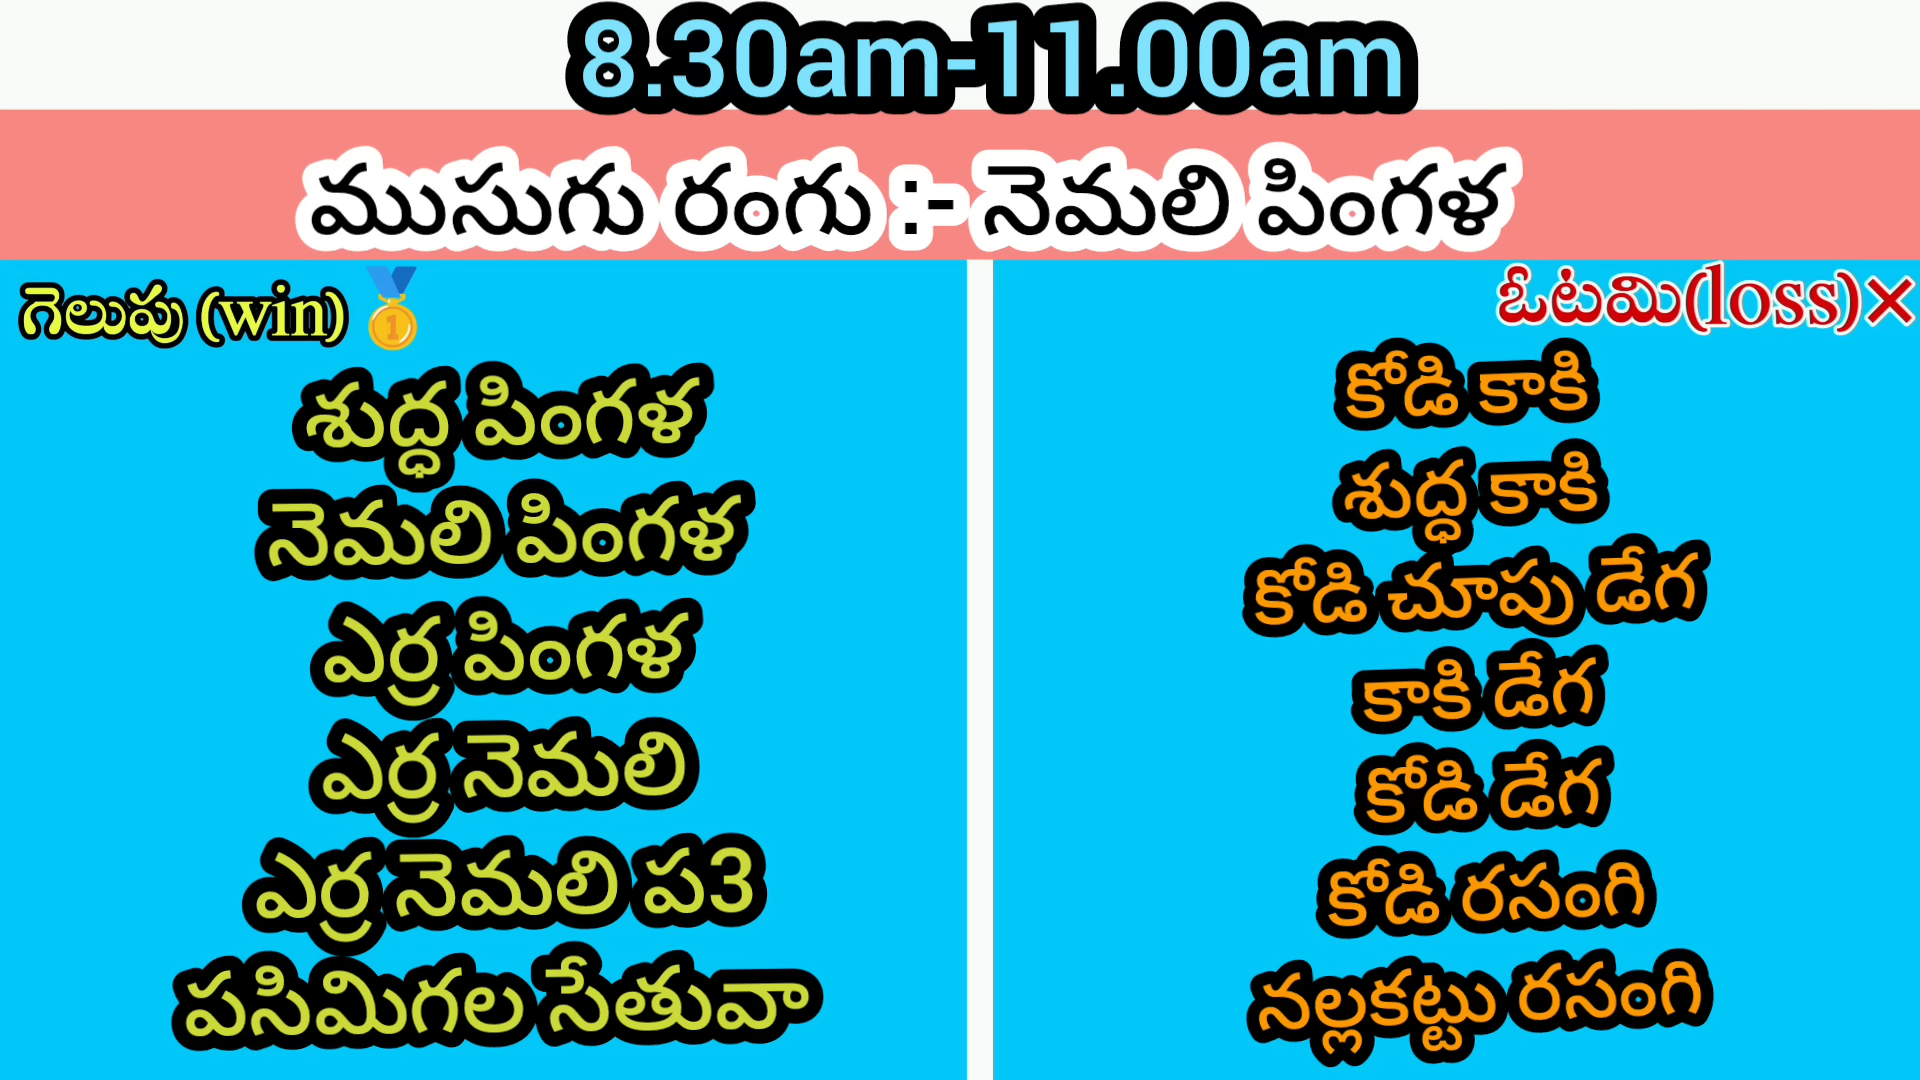 8.30am-11.00am
ముసుగు రంగు :- నెమలి పింగళ
గెలుపు (win)🥇
శుద్ధ పింగళ
నెమలి పింగళ
ఎర్ర పింగళ
ఎర్ర నెమలి
ఎర్ర నెమలి ప3
పసిమిగల సేతువా
ఓటమి(loss)×
కోడి కాకి
శుద్ధ కాకి
కోడి చూపు డేగ
కాకి డేగ
కోడి డేగ
కోడి రసంగి
నల్లకట్టు రసంగి